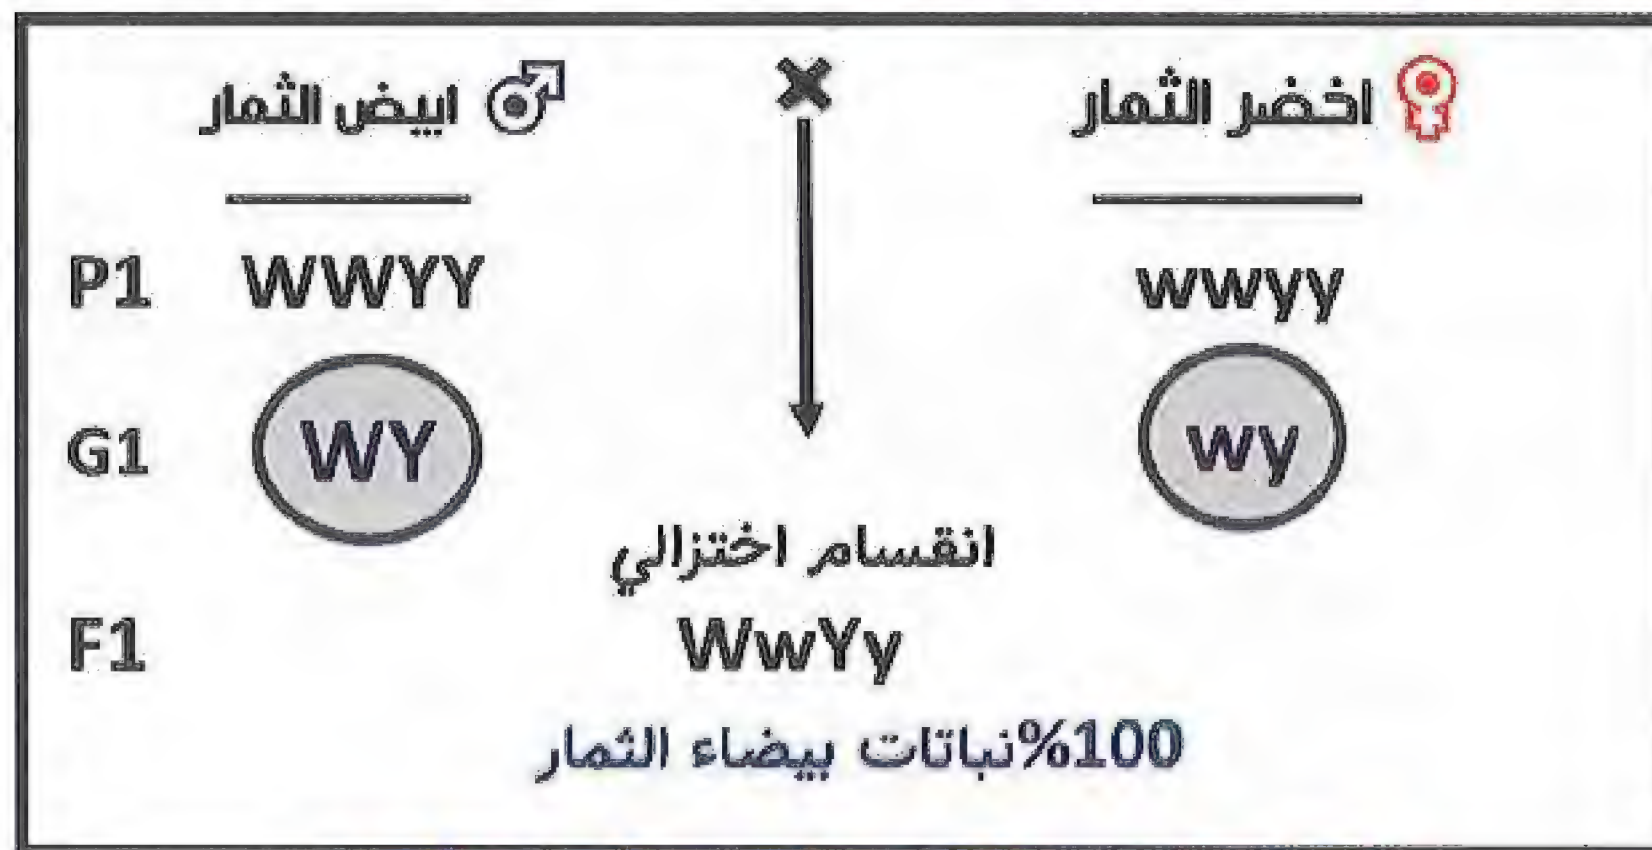 اخضر الثمار × ابيض الثمار
P1 WWYY wwyy
G1 WY wy
انقسام اختزالي
F1 WwYy
100%نباتات بيضاء الثمار